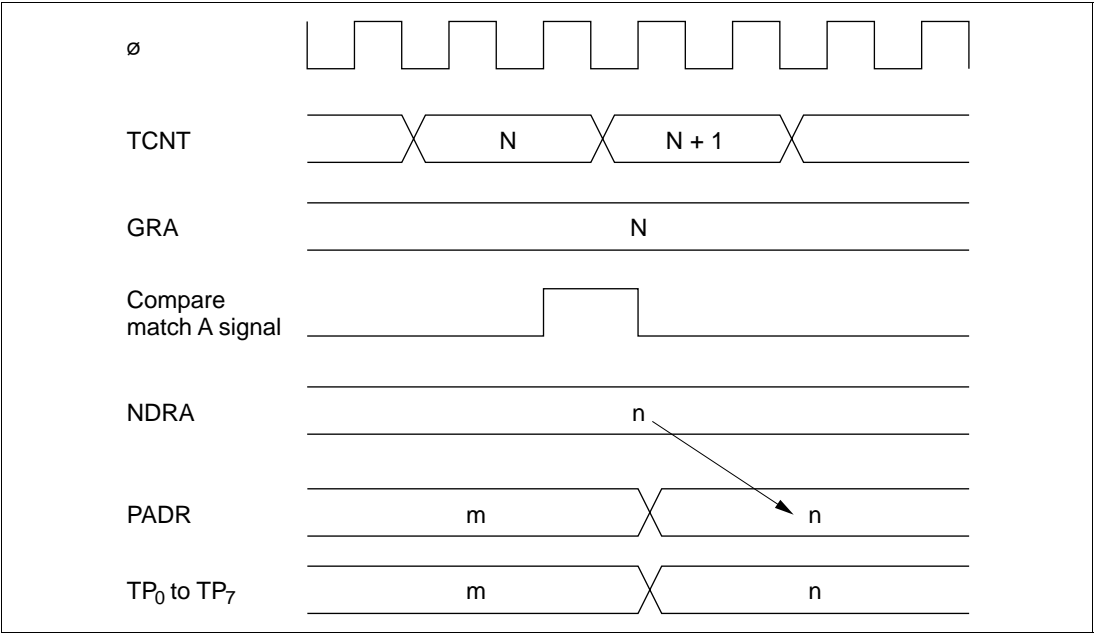 ø
TCNT N N + 1
GRA N
Compare
match A signal
NDRA n
PADR m n
TP0 to TP7 m n